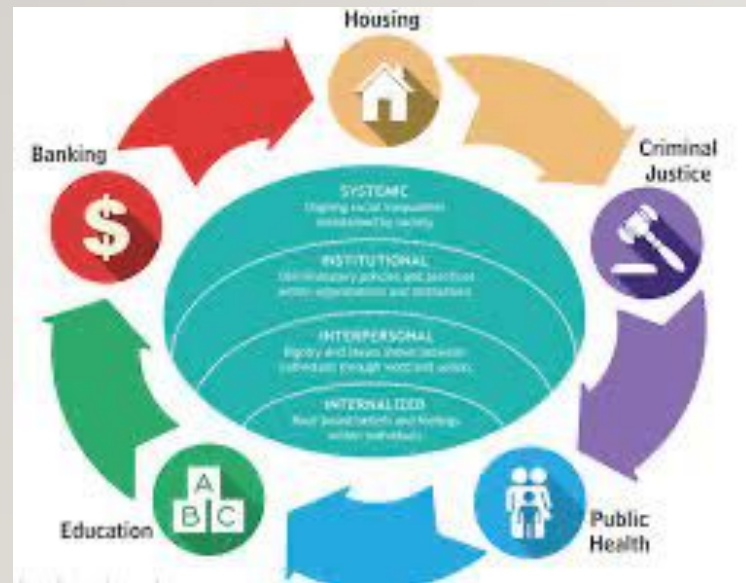 Housing
Banking
Criminal
Justice
$
SYSTEMIC
Ongoing racial inequalities
maintained by society
INSTITUTIONAL
Discriminatory policies and practices
within organizations and institutions
INTERPERSONAL
Bigotry and biases shown between
individuals through word and action
INTERNALIZED
Race-based beliefs and feelings
within individuals
A
B C
Education
Public
Health